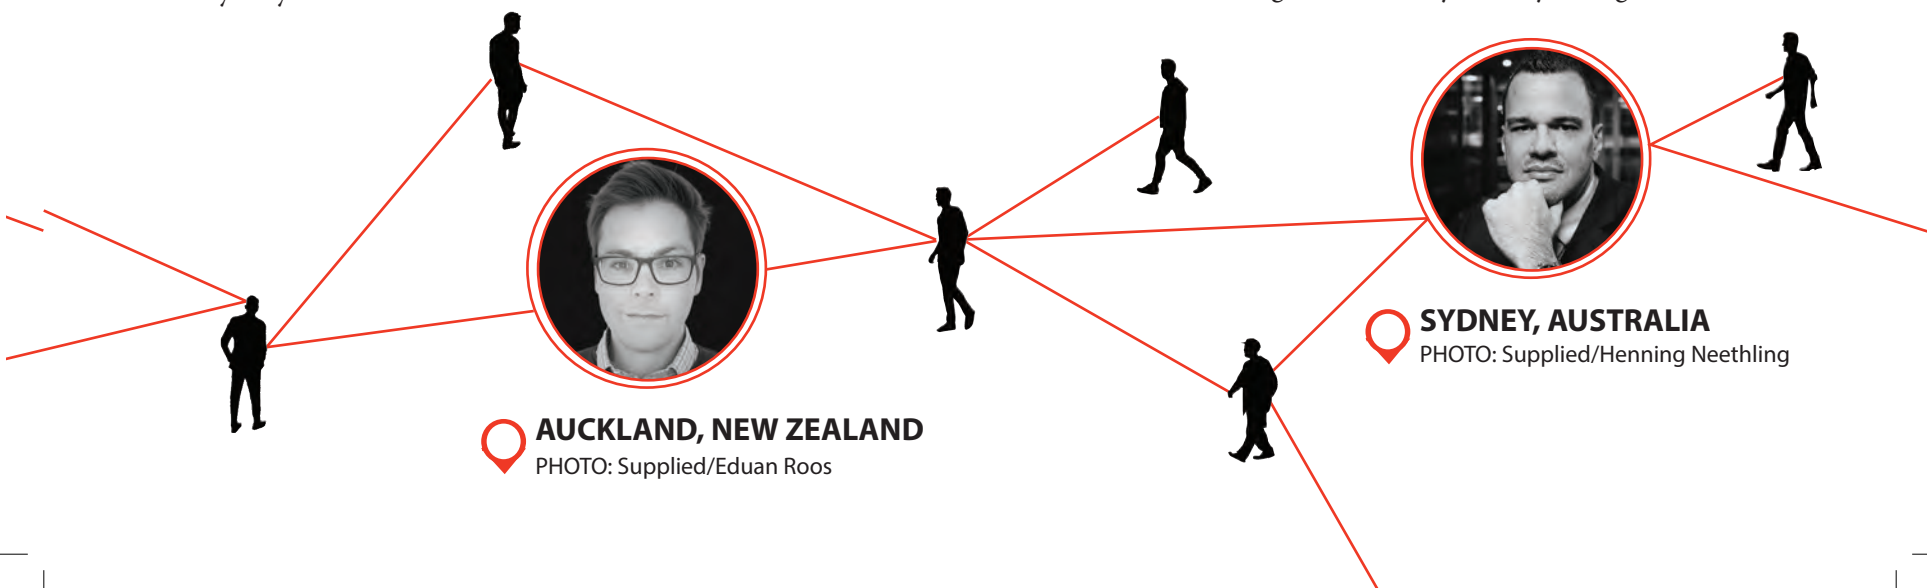 SYDNEY, AUSTRALIA
PHOTO: Supplied/Henning Neethling
AUCKLAND, NEW ZEALAND
PHOTO: Supplied/Eduan Roos